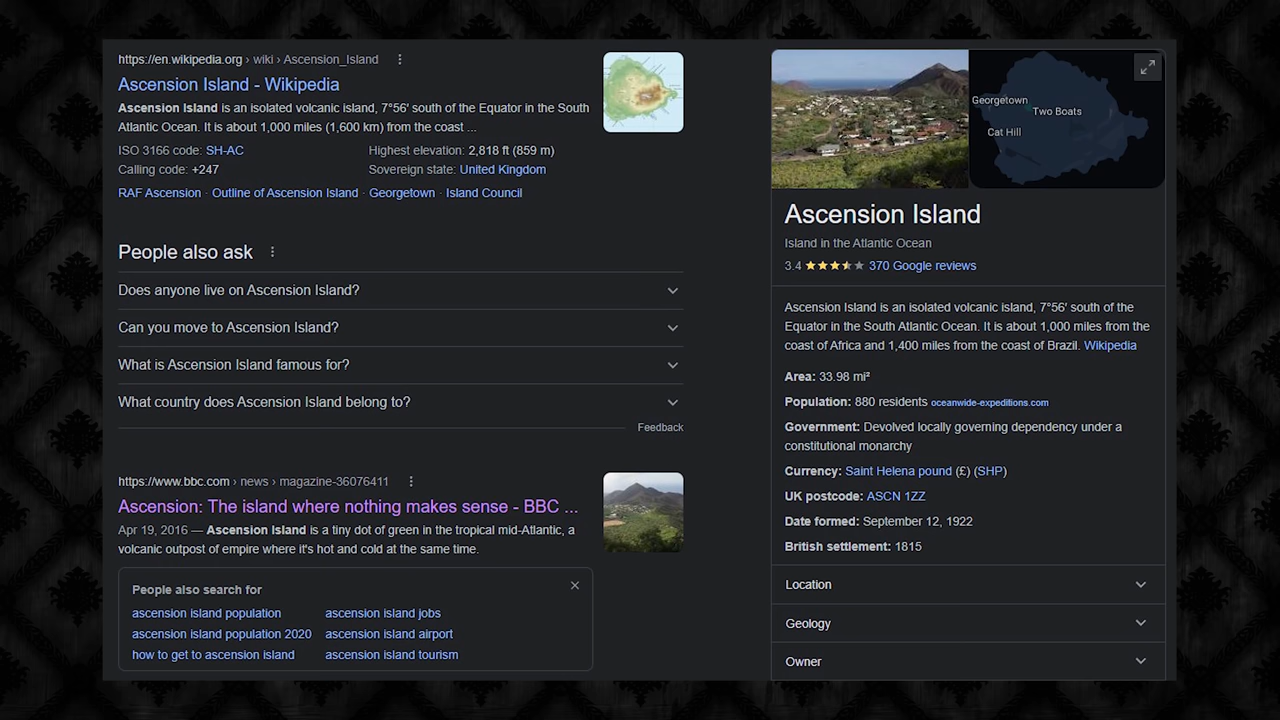 https://en.wikipedia.org › wiki › Ascension_Island
Ascension Island - Wikipedia
Ascension Island is an isolated volcanic island, 7°56′ south of the Equator in the South
Atlantic Ocean. It is about 1,000 miles (1,600 km) from the coast ...
ISO 3166 code: SH-AC
Highest elevation: 2,818 ft (859 m)
Calling code: +247
Sovereign state: United Kingdom
RAF Ascension · Outline of Ascension Island · Georgetown · Island Council
People also ask
Does anyone live on Ascension Island?
Can you move to Ascension Island?
What is Ascension Island famous for?
What country does Ascension Island belong to?
Feedback
https://www.bbc.com › news › magazine-36076411
Ascension: The island where nothing makes sense - BBC ...
Apr 19, 2016 — Ascension Island is a tiny dot of green in the tropical mid-Atlantic, a
volcanic outpost of empire where it's hot and cold at the same time.
People also search for
ascension island population
ascension island jobs
ascension island population 2020
ascension island airport
how to get to ascension island
ascension island tourism
Georgetown
Two Boats
Cat Hill
Ascension Island
Island in the Atlantic Ocean
3.4 370 Google reviews
Ascension Island is an isolated volcanic island, 7°56′ south of the
Equator in the South Atlantic Ocean. It is about 1,000 miles from the
coast of Africa and 1,400 miles from the coast of Brazil. Wikipedia
Area: 33.98 mi²
Population: 880 residents oceanwide-expeditions.com
Government: Devolved locally governing dependency under a
constitutional monarchy
Currency: Saint Helena pound (£) (SHP)
UK postcode: ASCN 1ZZ
Date formed: September 12, 1922
British settlement: 1815
Location
Geology
Owner